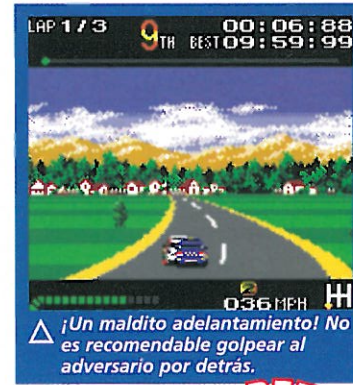 LAP 1/3 9TH 00:06:88
BEST 09:59:99
2
036 MPH
¡Un maldito adelantamiento! No
es recomendable golpear al
adversario por detrás.